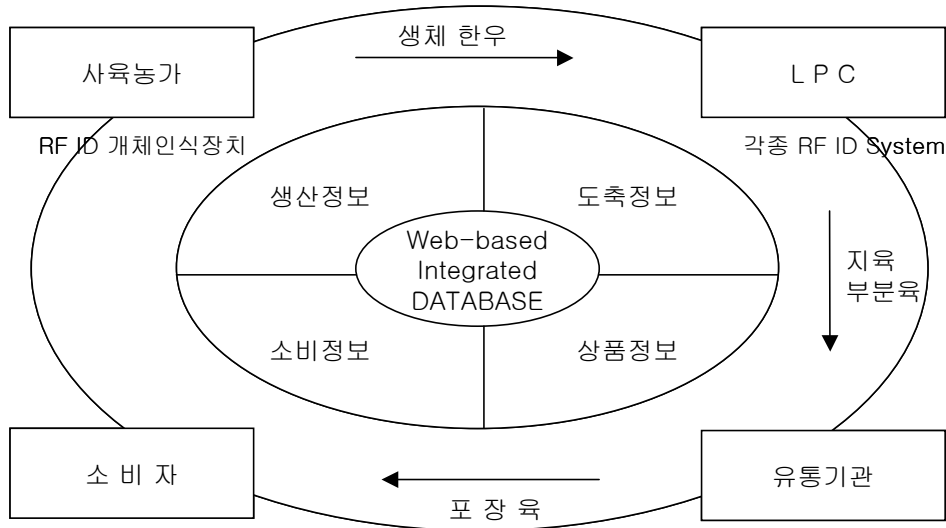 생체 한우
사육농가
L P C
RF ID 개체인식장치
각종 RF ID System
생산정보
도축정보
Web-based
Integrated
DATABASE
지육
부분육
소비정보
상품정보
소 비 자
유통기관
포 장 육